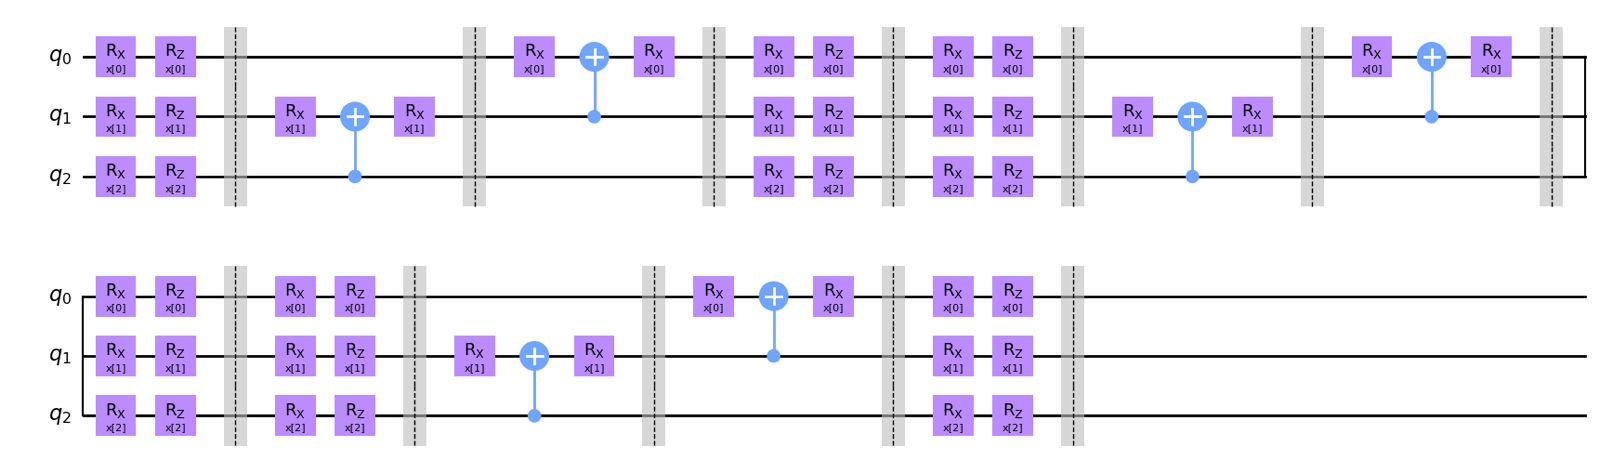 q0 RX x[0] RZ x[0] RX x[0] RX x[0] RX x[0] RZ x[0] RX x[0] RZ x[0] RX x[0] RX x[0]
q1 RX x[1] RZ x[1] RX x[1] RX x[1] RX x[1] RZ x[1] RX x[1] RZ x[1] RX x[1] RX x[1]
q2 RX x[2] RZ x[2] RX x[2] RZ x[2] RX x[2] RZ x[2]
q0 RX x[0] RZ x[0] RX x[0] RZ x[0] RX x[0] RX x[0] RX x[0] RZ x[0]
q1 RX x[1] RZ x[1] RX x[1] RZ x[1] RX x[1] RX x[1] RX x[1] RZ x[1]
q2 RX x[2] RZ x[2] RX x[2] RZ x[2] RX x[2] RZ x[2]